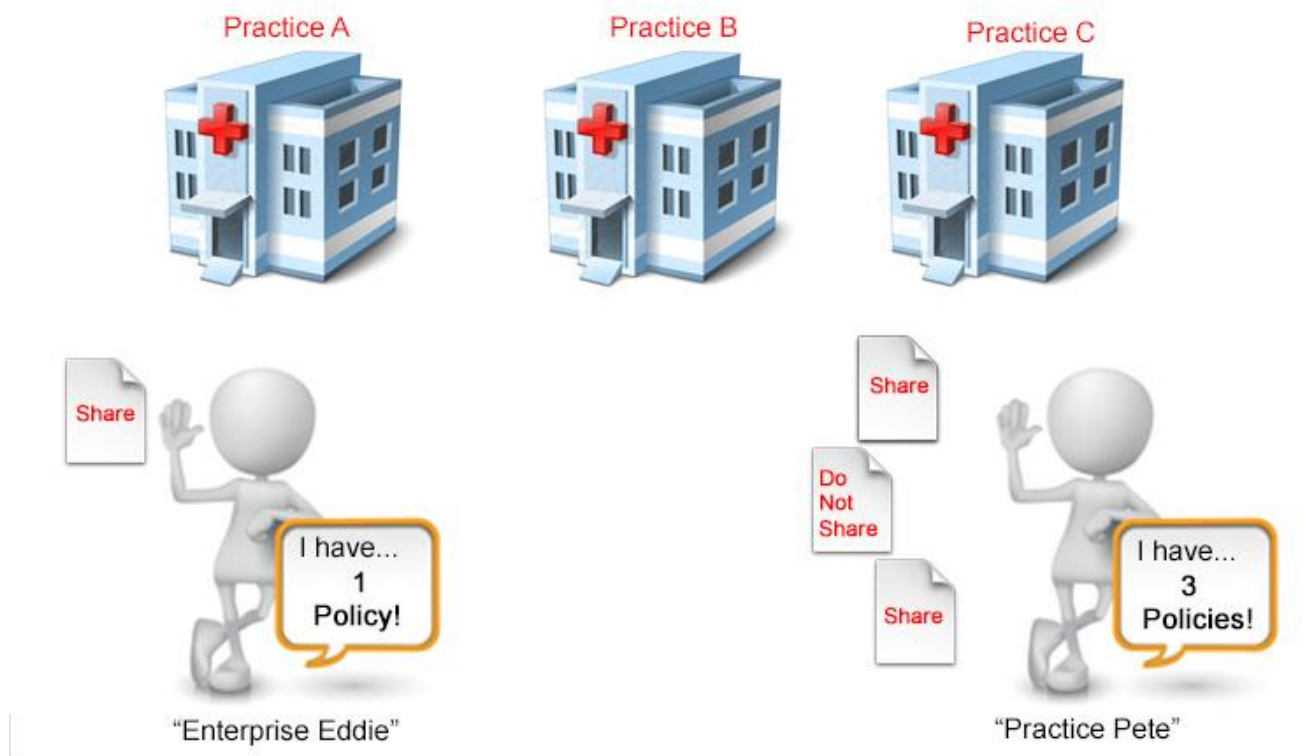 Practice A
Practice B
Practice C
Share
I have...
1
Policy!
"Enterprise Eddie"
Share
Do
Not
Share
Share
I have...
3
Policies!
"Practice Pete"